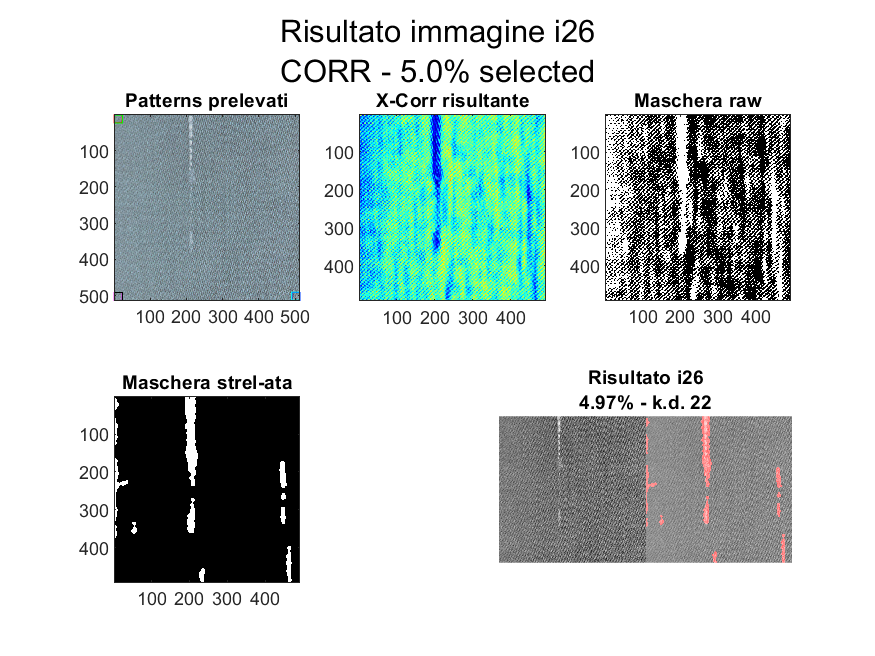 Risultato immagine i26
CORR - 5.0% selected
Patterns prelevati
100
200
300
400
500
100 200 300 400 500
X-Corr risultante
100
200
300
400
100 200 300 400
Maschera raw
100
200
300
400
100 200 300 400
Maschera strel-ata
100
200
300
400
100 200 300 400
Risultato i26
4.97% - k.d. 22